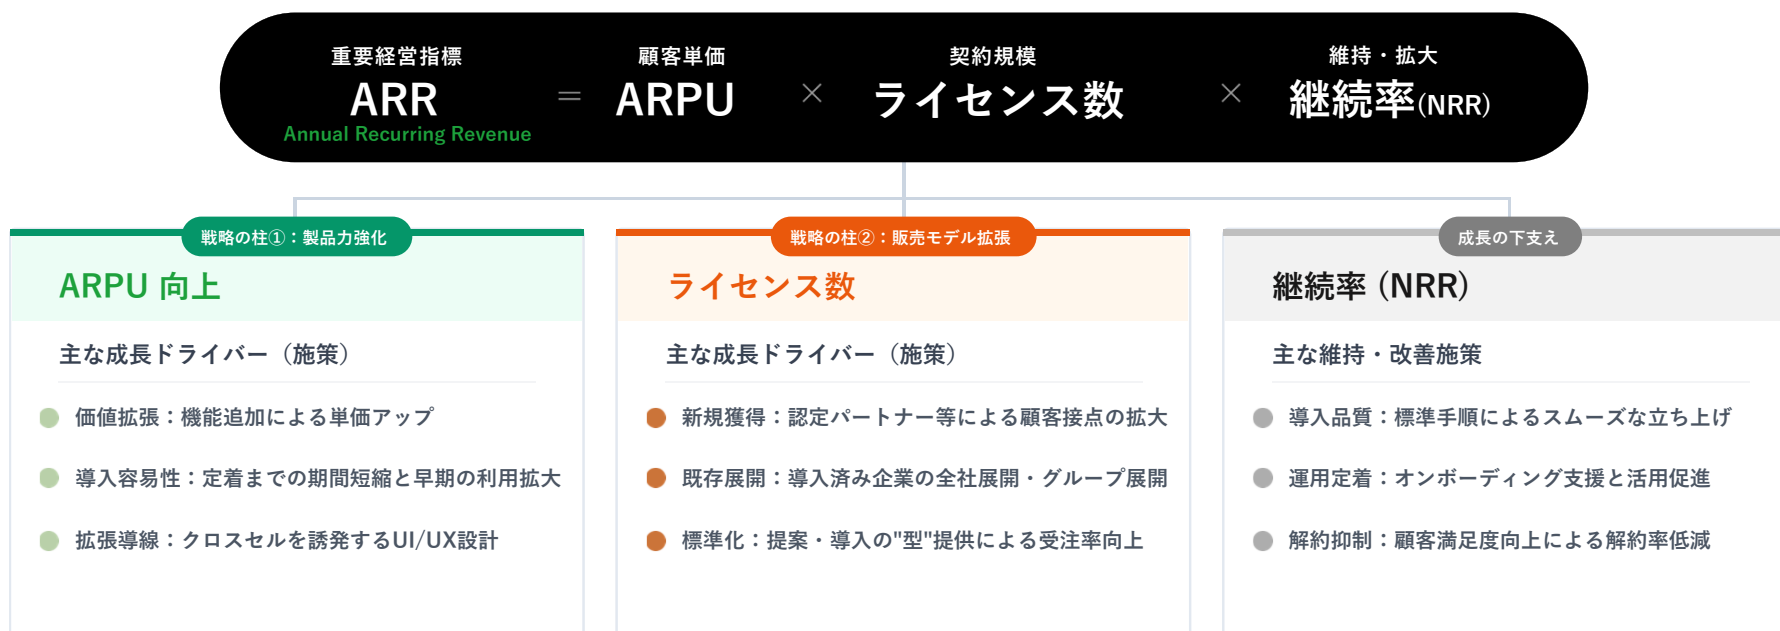 重要経営指標
ARR
Annual Recurring Revenue
＝
顧客単価
ARPU
×
契約規模
ライセンス数
×
維持・拡大
継続率(NRR)
戦略の柱①：製品力強化
ARPU 向上
主な成長ドライバー（施策）
価値拡張：機能追加による単価アップ
導入容易性：定着までの期間短縮と早期の利用拡大
拡張導線：クロスセルを誘発するUI/UX設計
戦略の柱②：販売モデル拡張
ライセンス数
主な成長ドライバー（施策）
新規獲得：認定パートナー等による顧客接点の拡大
既存展開：導入済み企業の全社展開・グループ展開
標準化：提案・導入の"型"提供による受注率向上
成長の下支え
継続率 (NRR)
主な維持・改善施策
導入品質：標準手順によるスムーズな立ち上げ
運用定着：オンボーディング支援と活用促進
解約抑制：顧客満足度向上による解約率低減